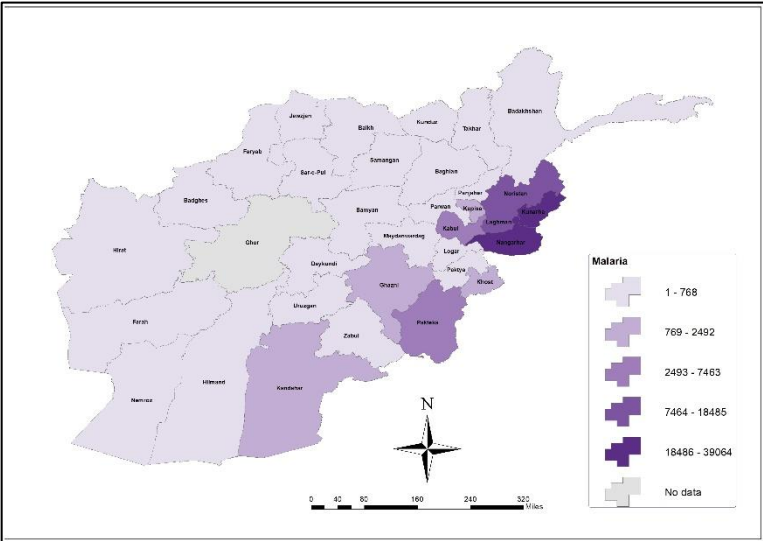 Badakhshan
Jawzjan
Balkh
Kunduz
Takhar
Faryab
Samangan
Sar-e-Pul
Baghlan
Badghes
Panjsher
Nuristan
Kapisa
Parwan
Kunarha
Bamyan
Laghman
Kabul
Ghor
Maydanwardag
Nangarhar
Hirat
Logar
Daykundi
Paktya
Khost
Ghazni
Uruzgan
Farah
Paktika
Zabul
Hilmand
Kandahar
Nemroz
N
0 40 80 160 240 320
Miles
Malaria
1 - 768
769 - 2492
2493 - 7463
7464 - 18485
18486 - 39064
No data